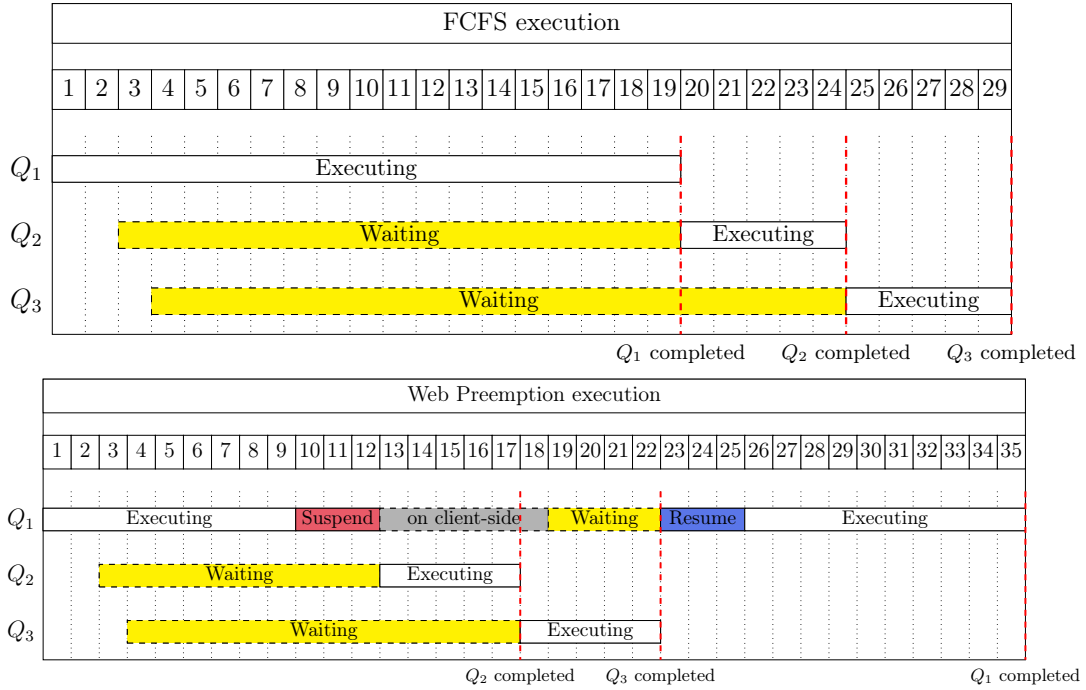 FCFS execution
1 2 3 4 5 6 7 8 9 10 11 12 13 14 15 16 17 18 19 20 21 22 23 24 25 26 27 28 29
Q1 Executing
Q2 Waiting Executing
Q3 Waiting Executing
Q1 completed Q2 completed Q3 completed
Web Preemption execution
1 2 3 4 5 6 7 8 9 10 11 12 13 14 15 16 17 18 19 20 21 22 23 24 25 26 27 28 29 30 31 32 33 34 35
Q1 Executing Suspend on client-side Waiting Resume Executing
Q2 Waiting Executing
Q3 Waiting Executing
Q2 completed Q3 completed Q1 completed